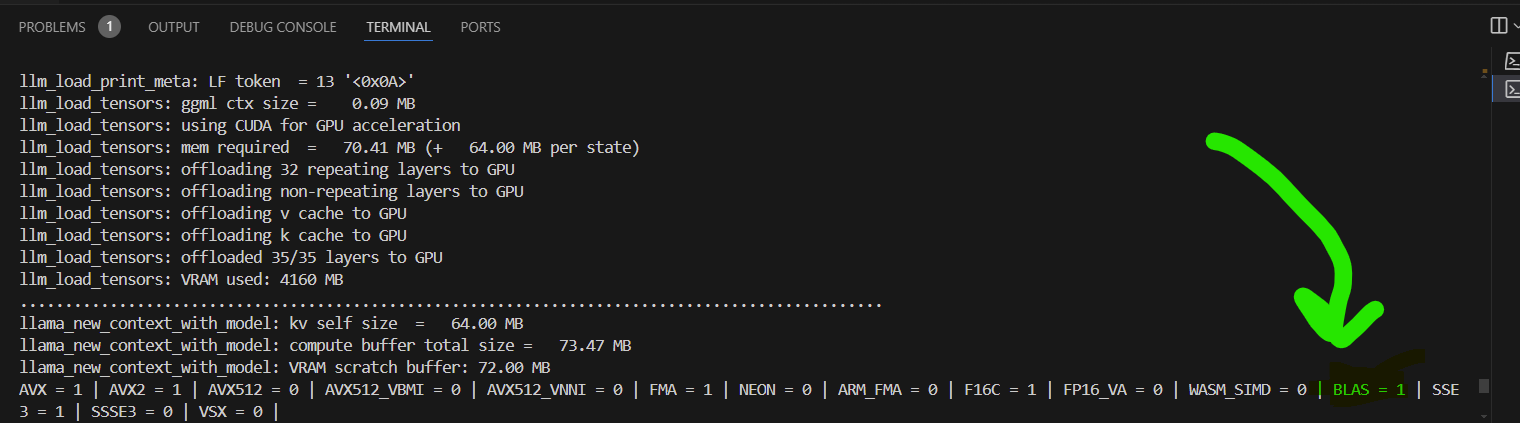 PROBLEMS 1 OUTPUT DEBUG CONSOLE TERMINAL PORTS
llm_load_print_meta: LF token  = 13 '<0x0A>'
llm_load_tensors: ggml ctx size =    0.09 MB
llm_load_tensors: using CUDA for GPU acceleration
llm_load_tensors: mem required  =   70.41 MB (+   64.00 MB per state)
llm_load_tensors: offloading 32 repeating layers to GPU
llm_load_tensors: offloading non-repeating layers to GPU
llm_load_tensors: offloading v cache to GPU
llm_load_tensors: offloading k cache to GPU
llm_load_tensors: offloaded 35/35 layers to GPU
llm_load_tensors: VRAM used: 4160 MB
................................................................................................
llama_new_context_with_model: kv self size  =   64.00 MB
llama_new_context_with_model: compute buffer total size =   73.47 MB
llama_new_context_with_model: VRAM scratch buffer: 72.00 MB
AVX = 1 | AVX2 = 1 | AVX512 = 0 | AVX512_VBMI = 0 | AVX512_VNNI = 0 | FMA = 1 | NEON = 0 | ARM_FMA = 0 | F16C = 1 | FP16_VA = 0 | WASM_SIMD = 0 | BLAS = 1 | SSE
3 = 1 | SSSE3 = 0 | VSX = 0 |